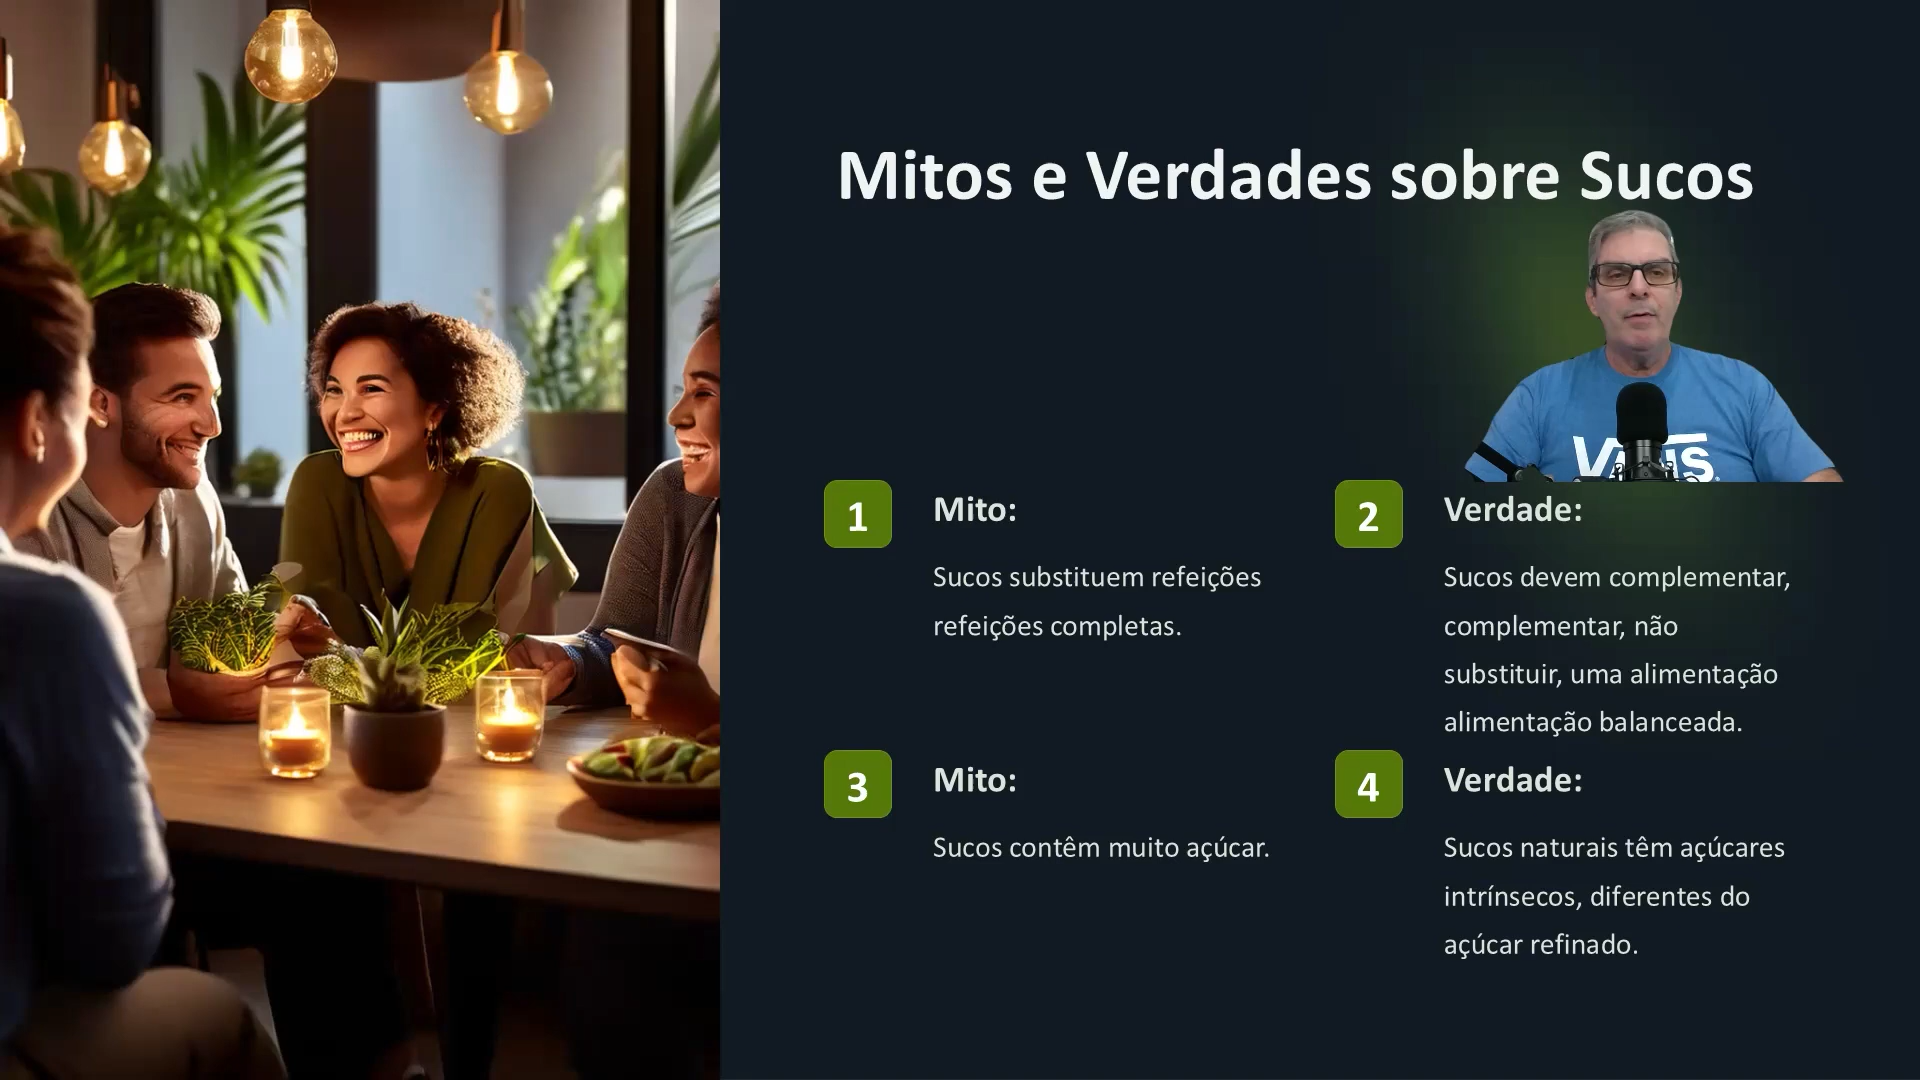 Mitos e Verdades sobre Sucos
1
Mito:
Sucos substituem refeições
refeições completas.
2
Verdade:
Sucos devem complementar,
complementar, não
substituir, uma alimentação
alimentação balanceada.
3
Mito:
Sucos contêm muito açúcar.
4
Verdade:
Sucos naturais têm açúcares
intrínsecos, diferentes do
açúcar refinado.